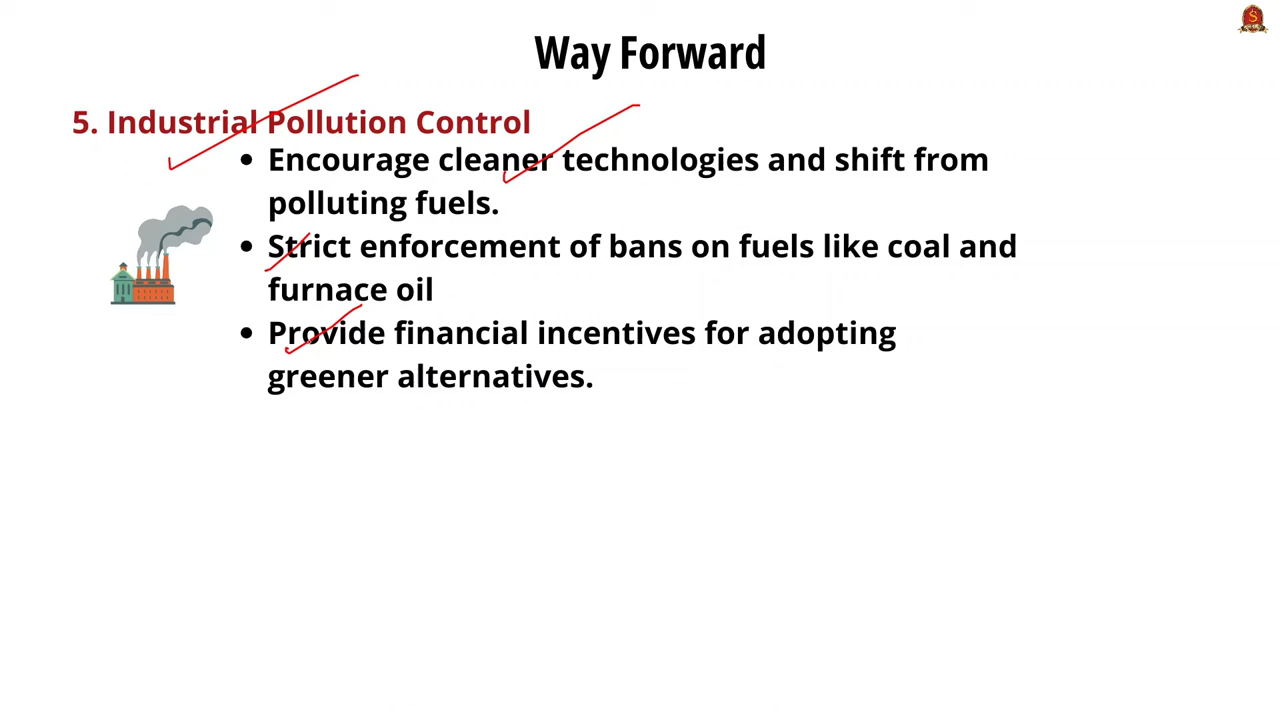 Way Forward
5. Industrial Pollution Control
• Encourage cleaner technologies and shift from
polluting fuels.
• Strict enforcement of bans on fuels like coal and
furnace oil
• Provide financial incentives for adopting
greener alternatives.